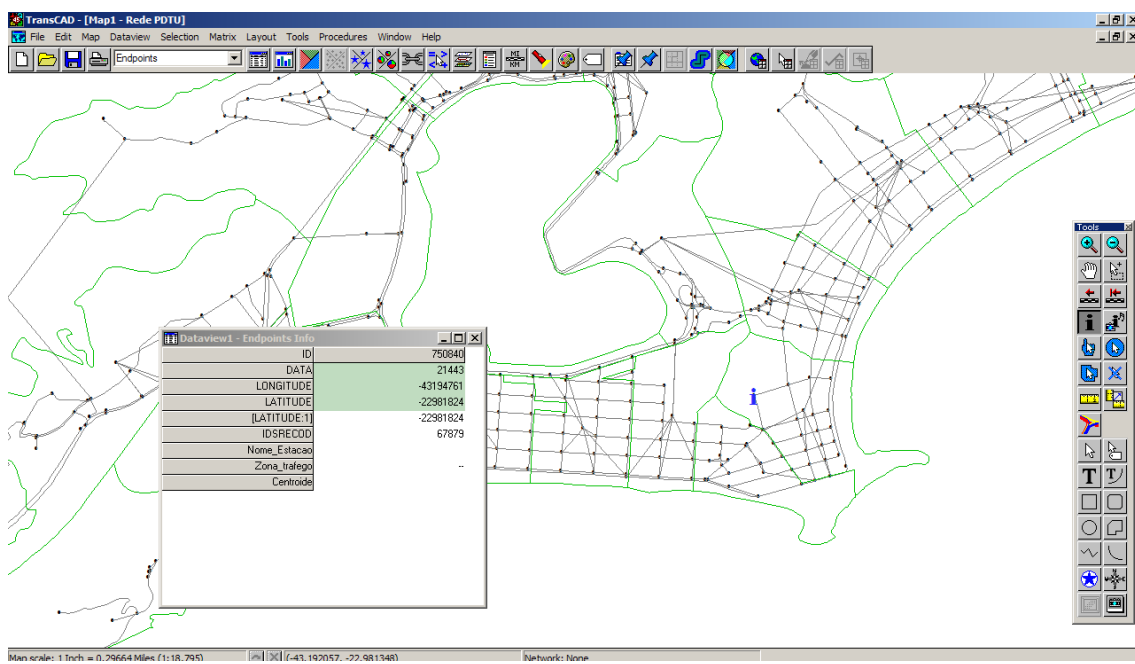 TransCAD - [Map1 - Rede PDTU]
File Edit Map Dataview Selection Matrix Layout Tools Procedures Window Help
Endpoints
MI
KM
Tools
Dataview1 - Endpoints Info
ID 750840
DATA 21443
LONGITUDE -43194761
LATITUDE -22981824
[LATITUDE:1] -22981824
IDSRECOD 67879
Nome_Estacao
Zona_trafego --
Centroide
Map scale: 1 Inch = 0.29664 Miles (1:18,795) (-43.192057, -22.981348) Network: None